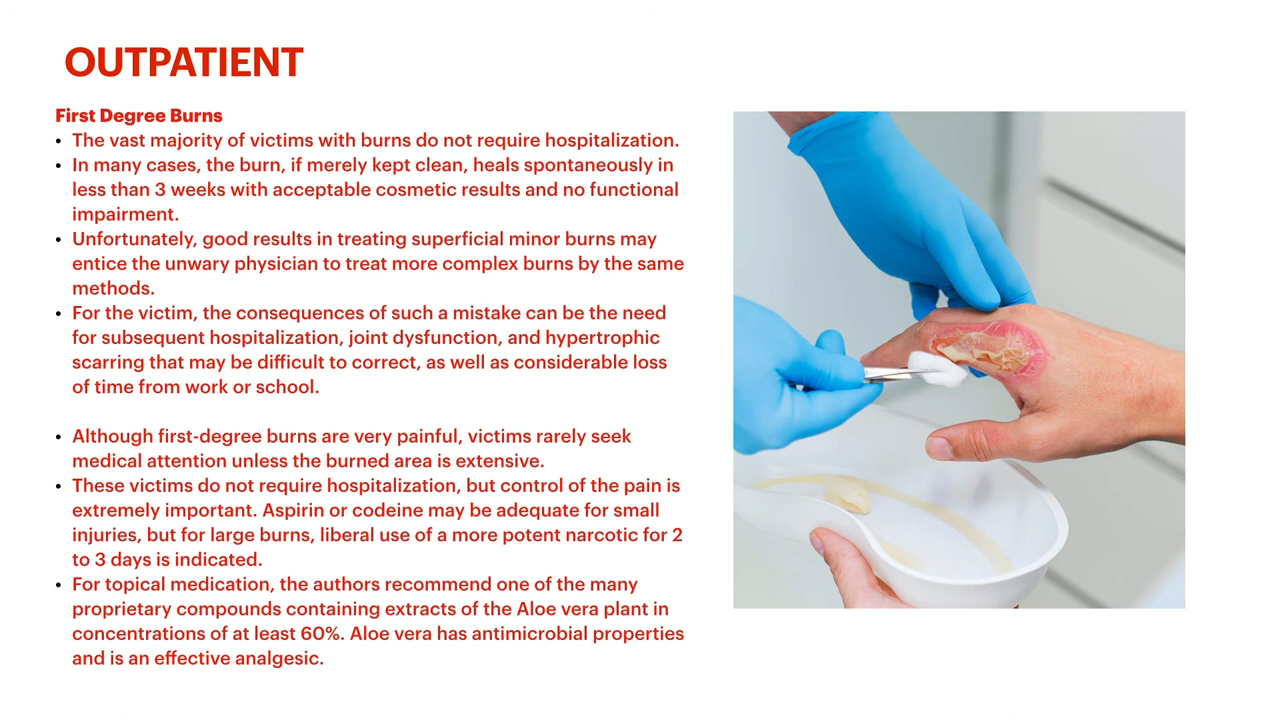 OUTPATIENT
First Degree Burns
• The vast majority of victims with burns do not require hospitalization.
• In many cases, the burn, if merely kept clean, heals spontaneously in
less than 3 weeks with acceptable cosmetic results and no functional
impairment.
• Unfortunately, good results in treating superficial minor burns may
entice the unwary physician to treat more complex burns by the same
methods.
• For the victim, the consequences of such a mistake can be the need
for subsequent hospitalization, joint dysfunction, and hypertrophic
scarring that may be difficult to correct, as well as considerable loss
of time from work or school.
• Although first-degree burns are very painful, victims rarely seek
medical attention unless the burned area is extensive.
• These victims do not require hospitalization, but control of the pain is
extremely important. Aspirin or codeine may be adequate for small
injuries, but for large burns, liberal use of a more potent narcotic for 2
to 3 days is indicated.
• For topical medication, the authors recommend one of the many
proprietary compounds containing extracts of the Aloe vera plant in
concentrations of at least 60%. Aloe vera has antimicrobial properties
and is an effective analgesic.